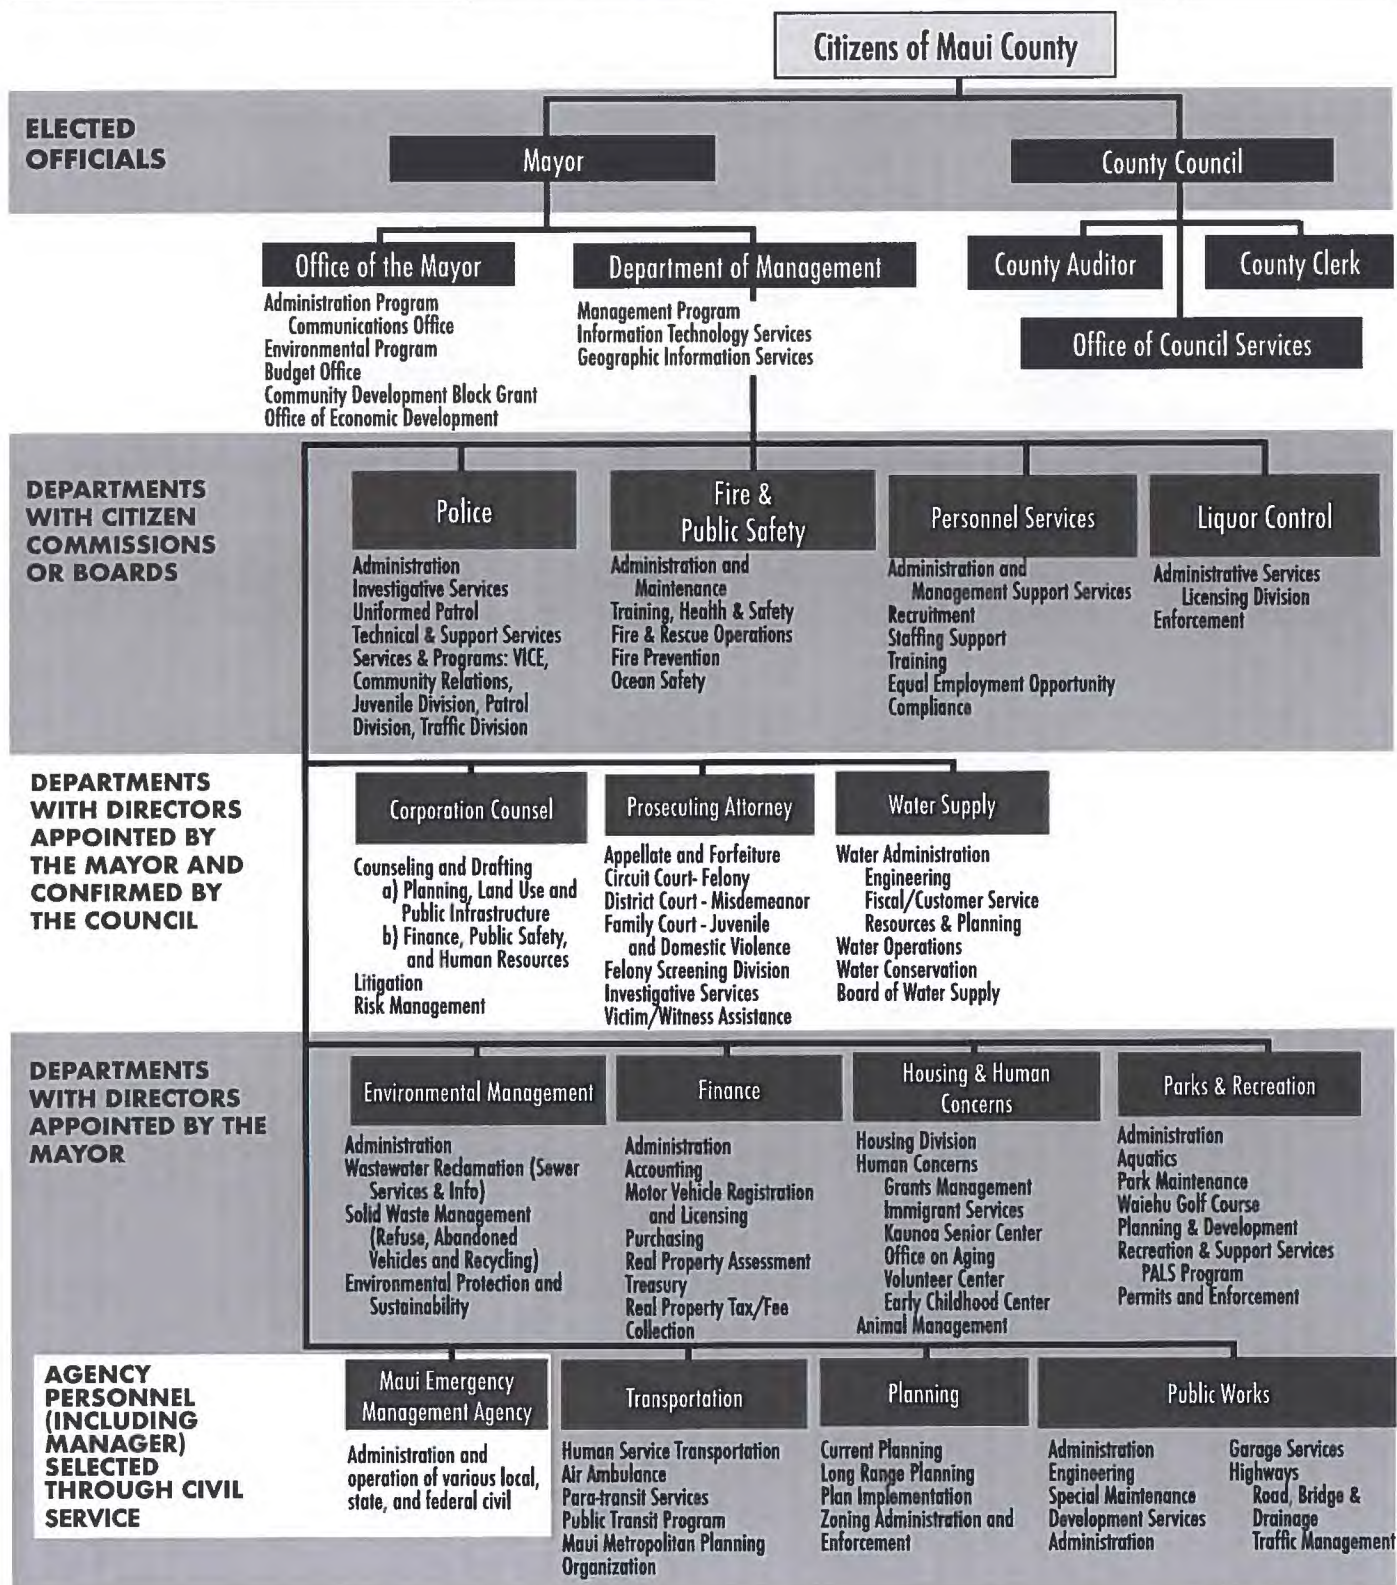 Citizens of Maui County
ELECTED
OFFICIALS
Mayor
County Council
Office of the Mayor
Administration Program
Communications Office
Environmental Program
Budget Office
Community Development Block Grant
Office of Economic Development
Department of Management
Management Program
Information Technology Services
Geographic Information Services
County Auditor
County Clerk
Office of Council Services
DEPARTMENTS
WITH CITIZEN
COMMISSIONS
OR BOARDS
Police
Administration
Investigative Services
Uniformed Patrol
Technical & Support Services
Services & Programs: VICE,
Community Relations,
Juvenile Division, Patrol
Division, Traffic Division
Fire &
Public Safety
Administration and
Maintenance
Training, Health & Safety
Fire & Rescue Operations
Fire Prevention
Ocean Safety
Personnel Services
Administration and
Management Support Services
Recruitment
Staffing Support
Training
Equal Employment Opportunity
Compliance
Liquor Control
Administrative Services
Licensing Division
Enforcement
DEPARTMENTS
WITH DIRECTORS
APPOINTED BY
THE MAYOR AND
CONFIRMED BY
THE COUNCIL
Corporation Counsel
Counseling and Drafting
a) Planning, Land Use and
Public Infrastructure
b) Finance, Public Safety,
and Human Resources
Litigation
Risk Management
Prosecuting Attorney
Appellate and Forfeiture
Circuit Court- Felony
District Court - Misdemeanor
Family Court - Juvenile
and Domestic Violence
Felony Screening Division
Investigative Services
Victim/Witness Assistance
Water Supply
Water Administration
Engineering
Fiscal/Customer Service
Resources & Planning
Water Operations
Water Conservation
Board of Water Supply
DEPARTMENTS
WITH DIRECTORS
APPOINTED BY THE
MAYOR
Environmental Management
Administration
Wastewater Reclamation (Sewer
Services & Info)
Solid Waste Management
(Refuse, Abandoned
Vehicles and Recycling)
Environmental Protection and
Sustainability
Finance
Administration
Accounting
Motor Vehicle Registration
and Licensing
Purchasing
Real Property Assessment
Treasury
Real Property Tax/Fee
Collection
Housing & Human
Concerns
Housing Division
Human Concerns
Grants Management
Immigrant Services
Kaunoa Senior Center
Office on Aging
Volunteer Center
Early Childhood Center
Animal Management
Parks & Recreation
Administration
Aquatics
Park Maintenance
Waiehu Golf Course
Planning & Development
Recreation & Support Services
PALS Program
Permits and Enforcement
AGENCY
PERSONNEL
(INCLUDING
MANAGER)
SELECTED
THROUGH CIVIL
SERVICE
Maui Emergency
Management Agency
Administration and
operation of various local,
state, and federal civil
Transportation
Human Service Transportation
Air Ambulance
Para-transit Services
Public Transit Program
Maui Metropolitan Planning
Organization
Planning
Current Planning
Long Range Planning
Plan Implementation
Zoning Administration and
Enforcement
Public Works
Administration
Engineering
Special Maintenance
Development Services
Administration
Garage Services
Highways
Road, Bridge &
Drainage
Traffic Management